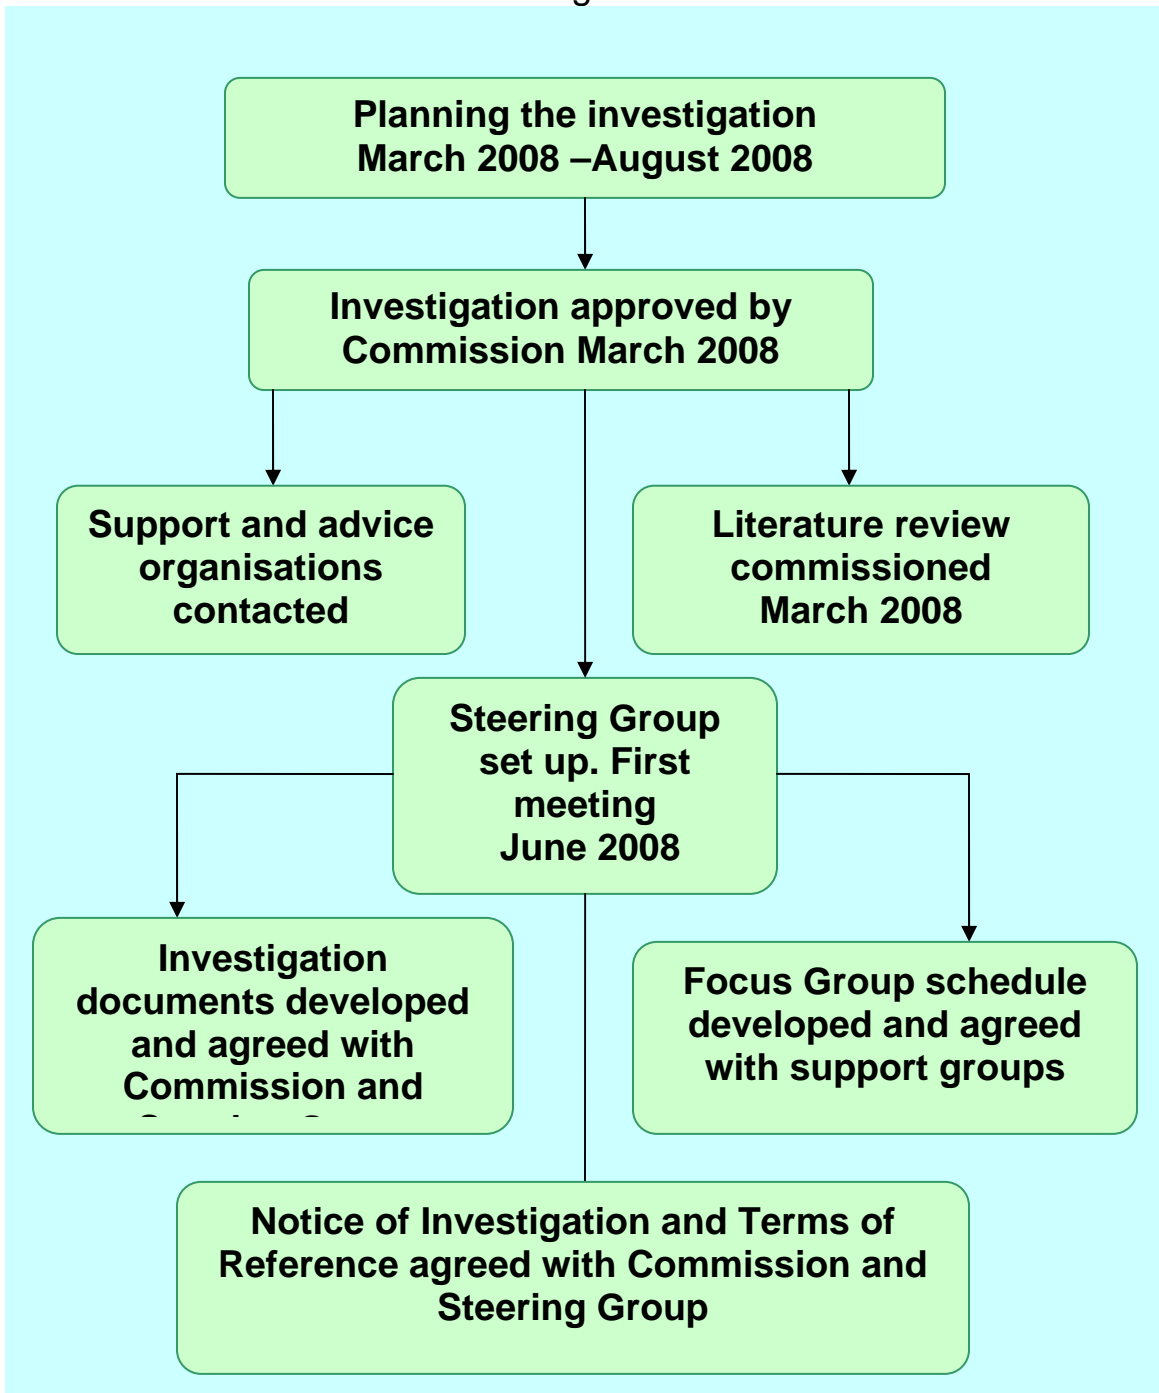 Planning the investigation
March 2008 –August 2008
Investigation approved by
Commission March 2008
Support and advice
organisations
contacted
Literature review
commissioned
March 2008
Steering Group
set up. First
meeting
June 2008
Investigation
documents developed
and agreed with
Commission and
Focus Group schedule
developed and agreed
with support groups
Notice of Investigation and Terms of
Reference agreed with Commission and
Steering Group